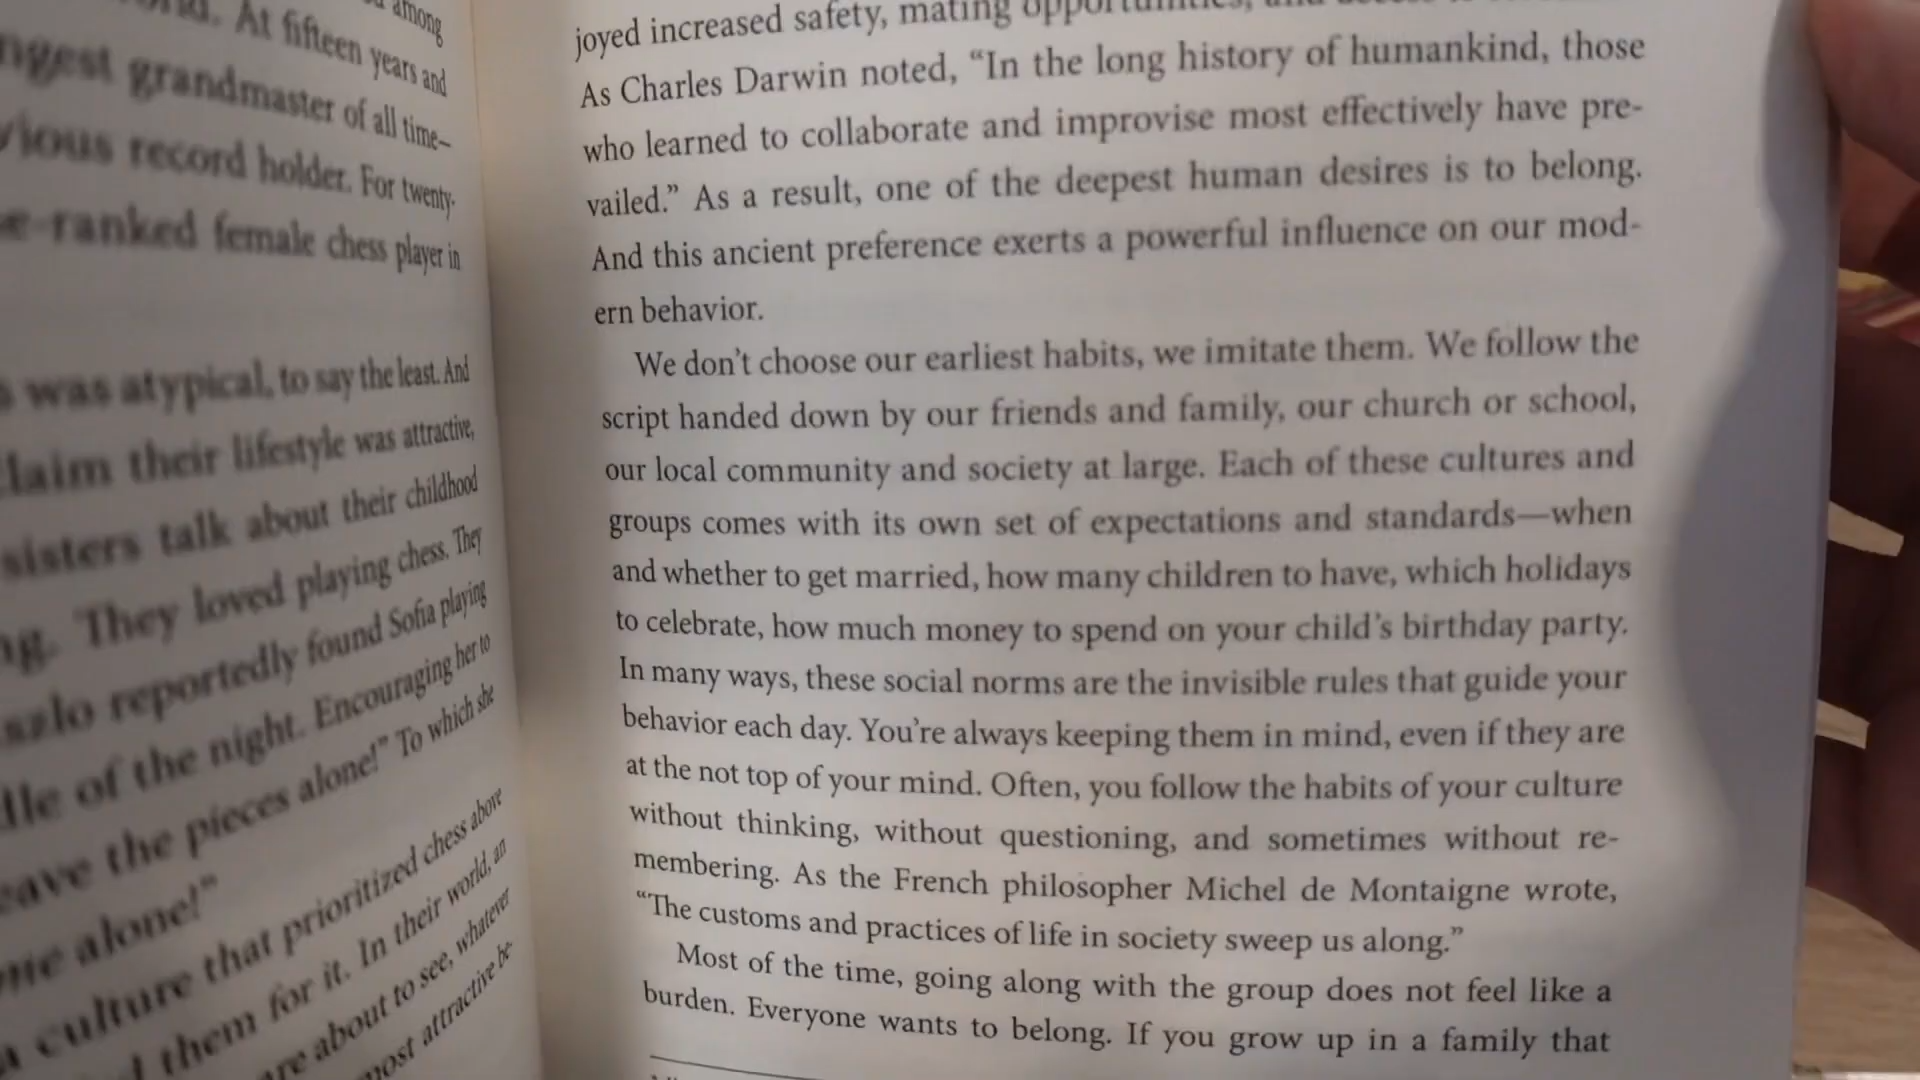 among
At fifteen years and
grandmaster of all time—
record holder. For twenty-
ranked female chess player in
was atypical, to say the least. And
claim their lifestyle was attractive,
sisters talk about their childhood
They loved playing chess. They
reportedly found Sofia playing
of the night. Encouraging her to
the pieces alone!” To which she
me alone!”
a culture that prioritized chess above
them for it. In their world, an
are about to see, whatever
most attractive be-
joyed increased safety, mating opportunities,
As Charles Darwin noted, “In the long history of humankind, those
who learned to collaborate and improvise most effectively have pre-
vailed.” As a result, one of the deepest human desires is to belong.
And this ancient preference exerts a powerful influence on our mod-
ern behavior.
We don’t choose our earliest habits, we imitate them. We follow the
script handed down by our friends and family, our church or school,
our local community and society at large. Each of these cultures and
groups comes with its own set of expectations and standards—when
and whether to get married, how many children to have, which holidays
to celebrate, how much money to spend on your child’s birthday party.
In many ways, these social norms are the invisible rules that guide your
behavior each day. You’re always keeping them in mind, even if they are
at the not top of your mind. Often, you follow the habits of your culture
without thinking, without questioning, and sometimes without re-
membering. As the French philosopher Michel de Montaigne wrote,
“The customs and practices of life in society sweep us along.”
Most of the time, going along with the group does not feel like a
burden. Everyone wants to belong. If you grow up in a family that